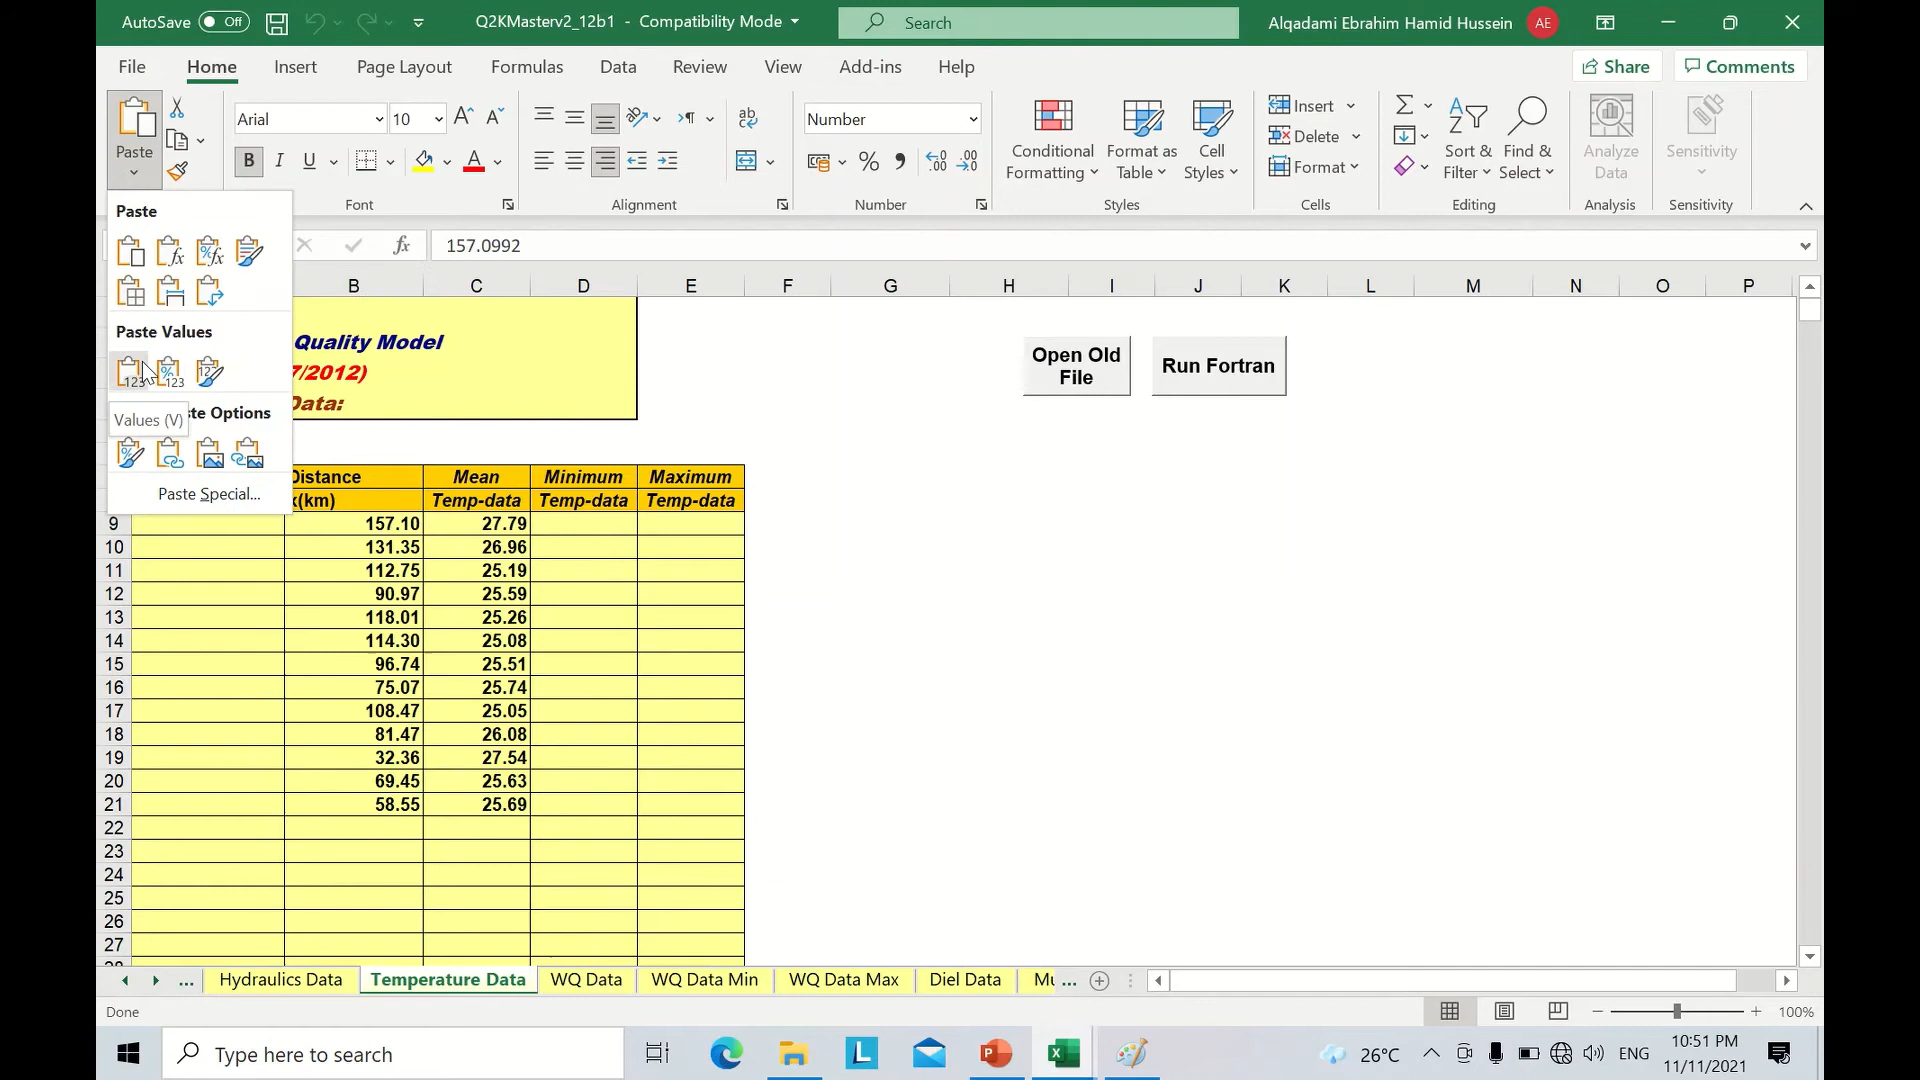 AutoSave Off Q2KMasterv2_12b1 - Compatibility Mode Search Alqadami Ebrahim Hamid Hussein AE
File Home Insert Page Layout Formulas Data Review View Add-ins Help Share Comments
Paste Arial 10 Number Conditional Formatting Format as Table Cell Styles Insert Delete Format Sort & Filter Find & Select Analyze Data Sensitivity
Font Alignment Number Styles Cells Editing Analysis Sensitivity
Paste
Paste Values
Values (V)
ste Options
Paste Special...
fx 157.0992
B C D E F G H I J K L M N O P
Quality Model
7/2012)
Data:
Open Old File
Run Fortran
Distance Mean Minimum Maximum
(km) Temp-data Temp-data Temp-data
9 157.10 27.79
10 131.35 26.96
11 112.75 25.19
12 90.97 25.59
13 118.01 25.26
14 114.30 25.08
15 96.74 25.51
16 75.07 25.74
17 108.47 25.05
18 81.47 26.08
19 32.36 27.54
20 69.45 25.63
21 58.55 25.69
22
23
24
25
26
27
28
... Hydraulics Data Temperature Data WQ Data WQ Data Min WQ Data Max Diel Data Mu ...
Done 100%
Type here to search 26°C ENG 10:51 PM
11/11/2021